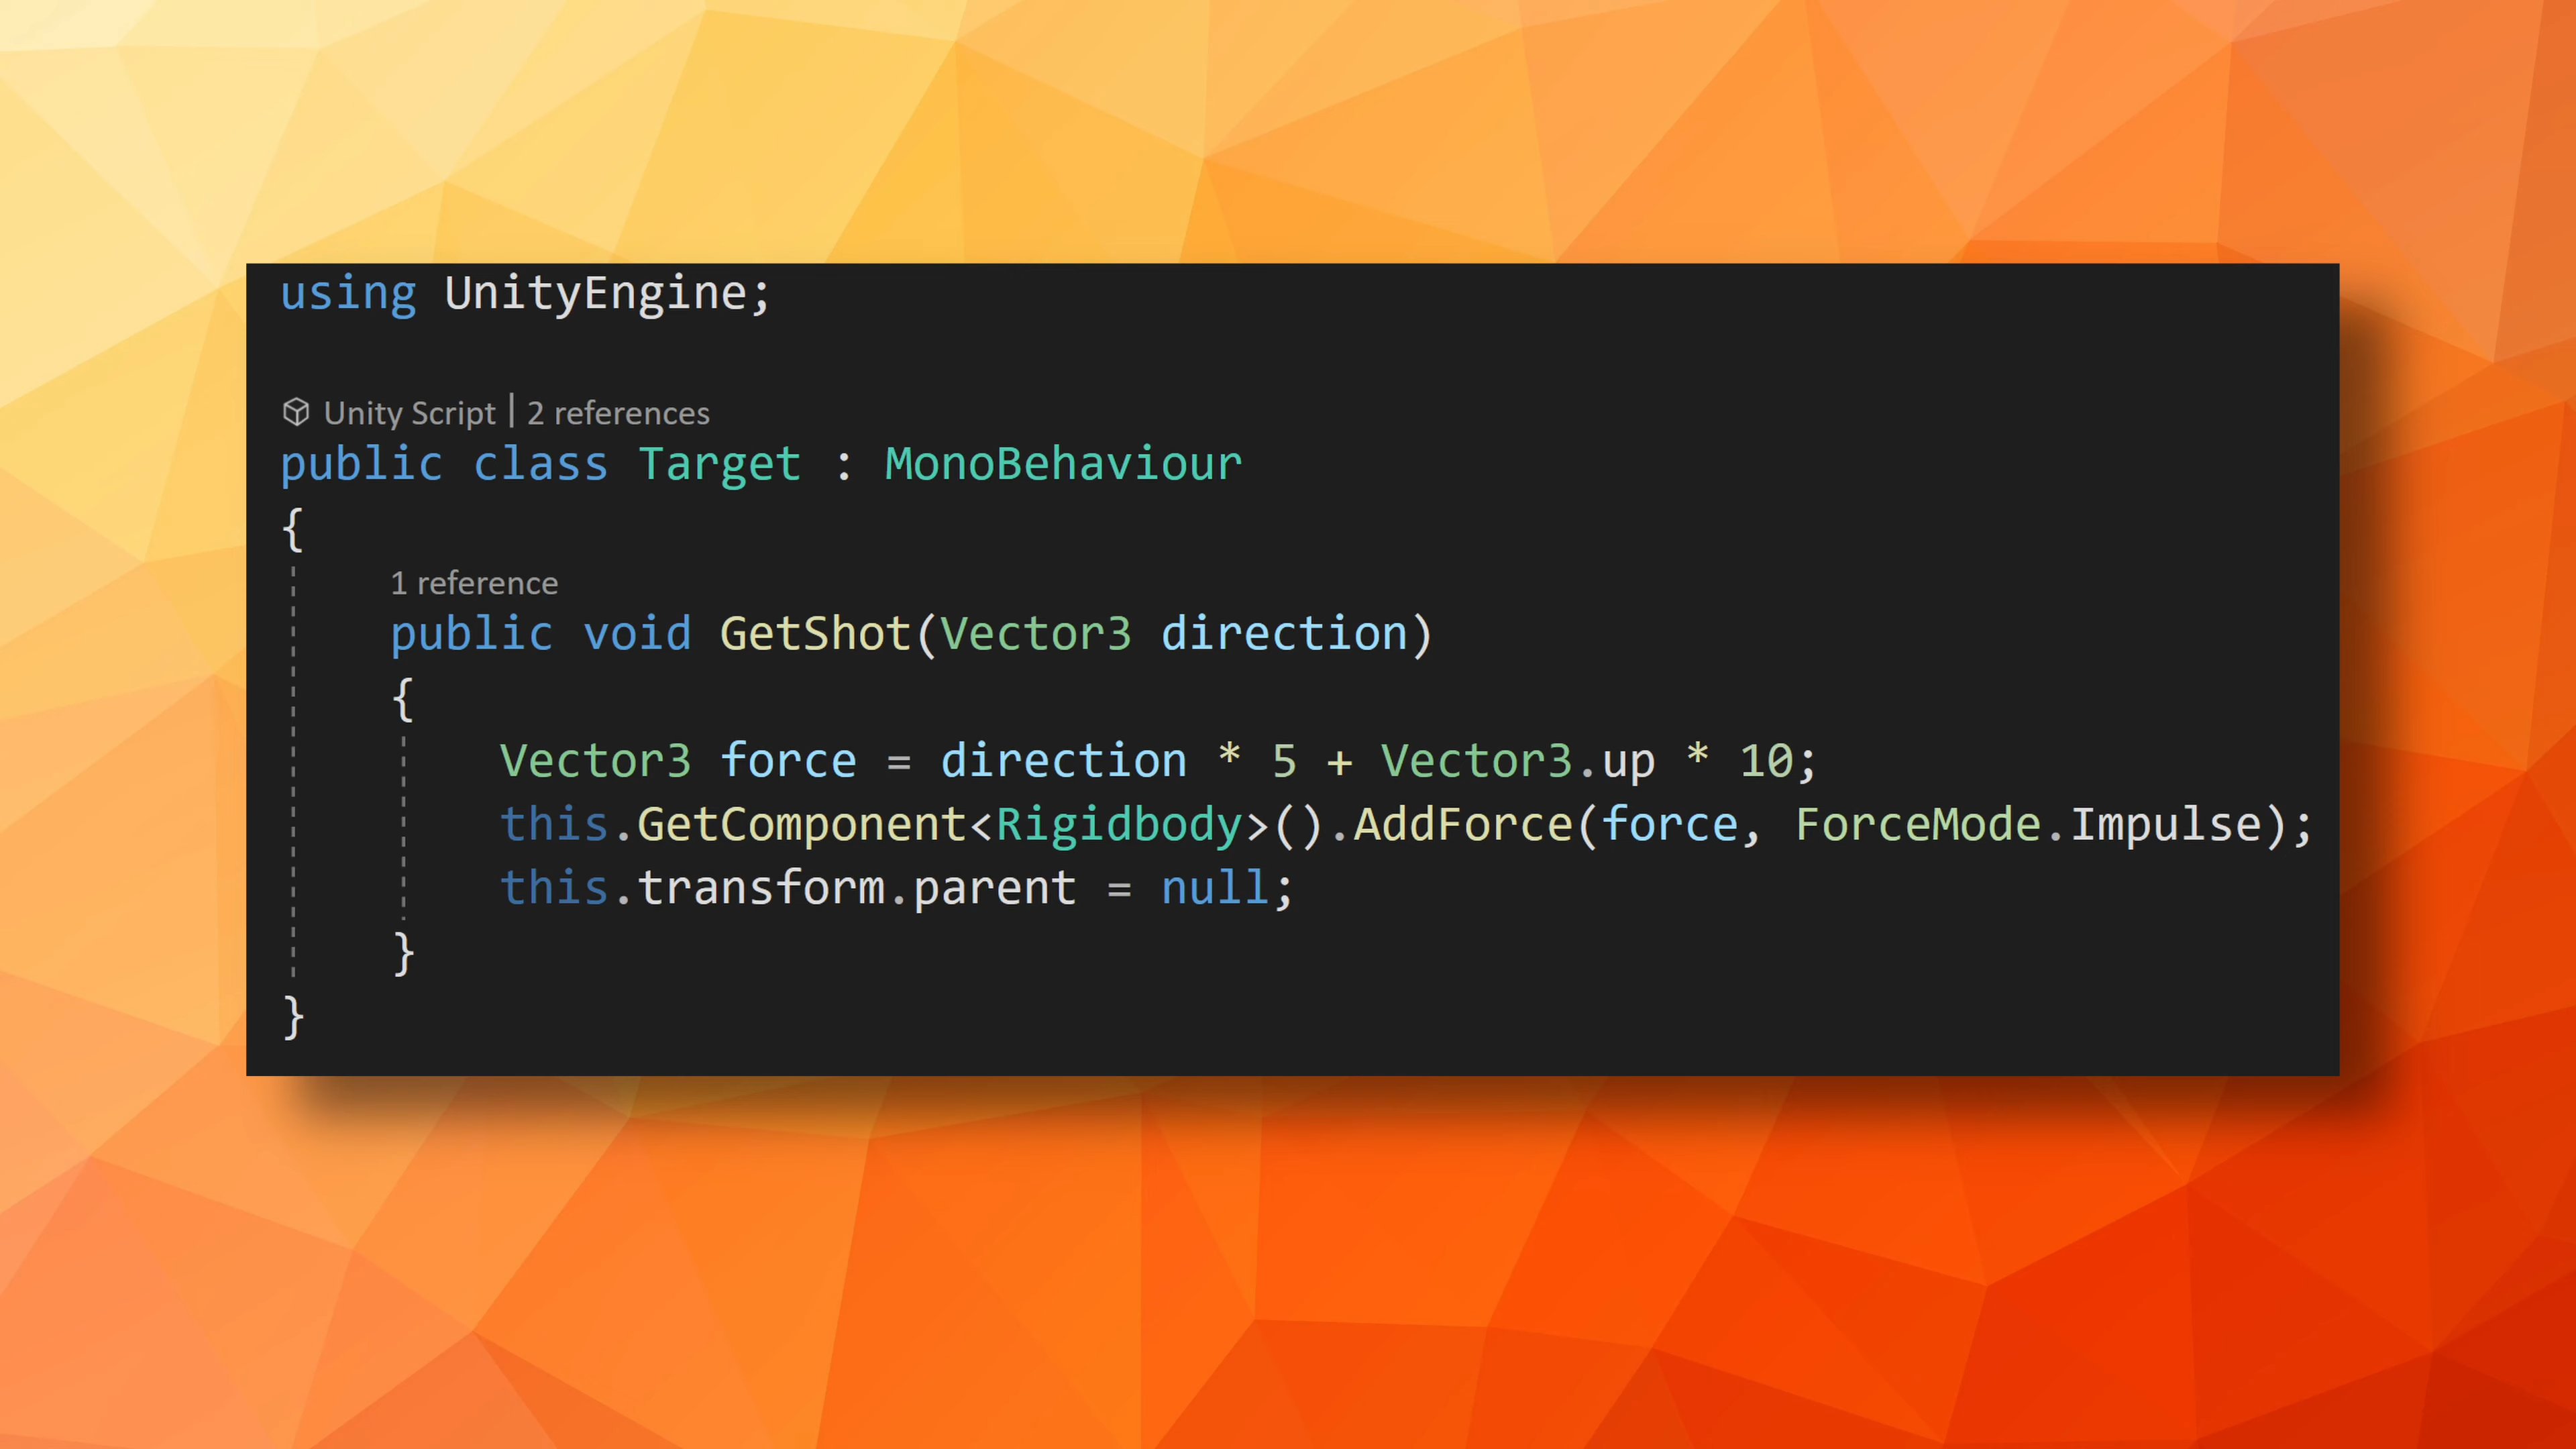 using UnityEngine;
Unity Script | 2 references
public class Target : MonoBehaviour
{
1 reference
public void GetShot(Vector3 direction)
{
Vector3 force = direction * 5 + Vector3.up * 10;
this.GetComponent<Rigidbody>().AddForce(force, ForceMode.Impulse);
this.transform.parent = null;
}
}